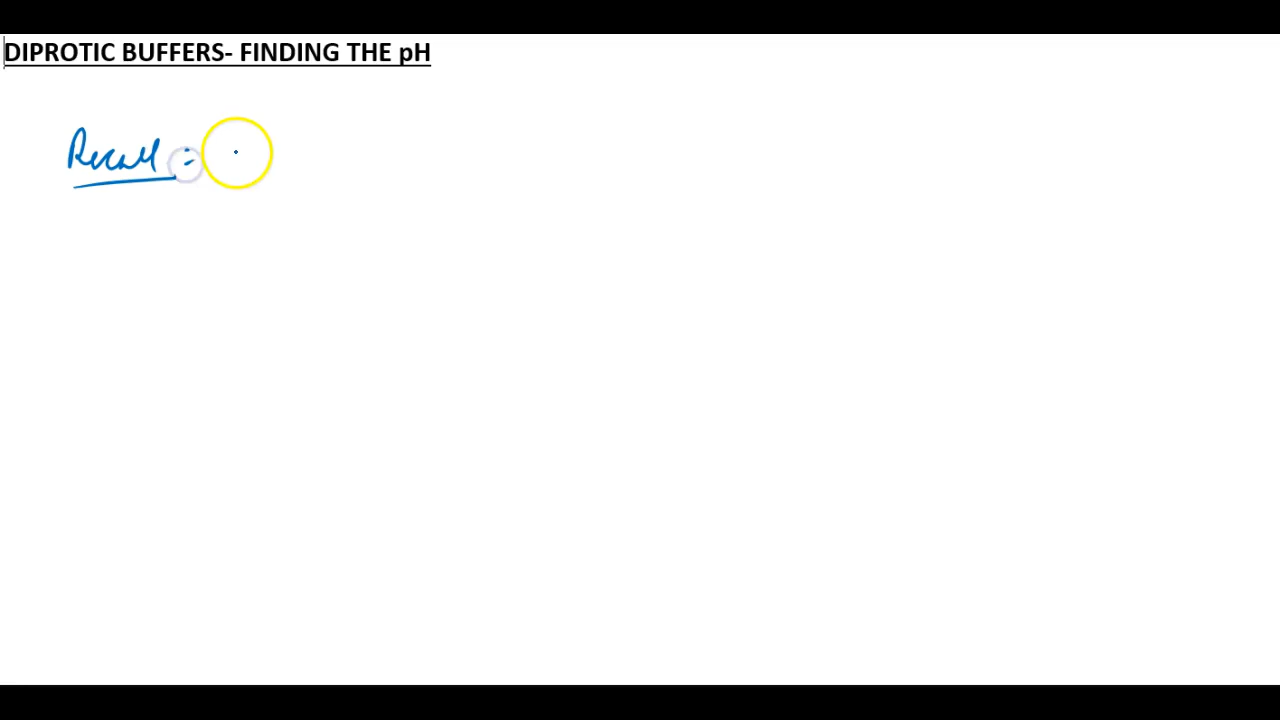 DIPROTIC BUFFERS- FINDING THE pH
Recall :